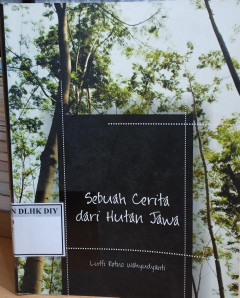 N DLHK DIY
Sebuah Cerita
dari Hutan Jawa
Lutfi Retno Wahyudyanti